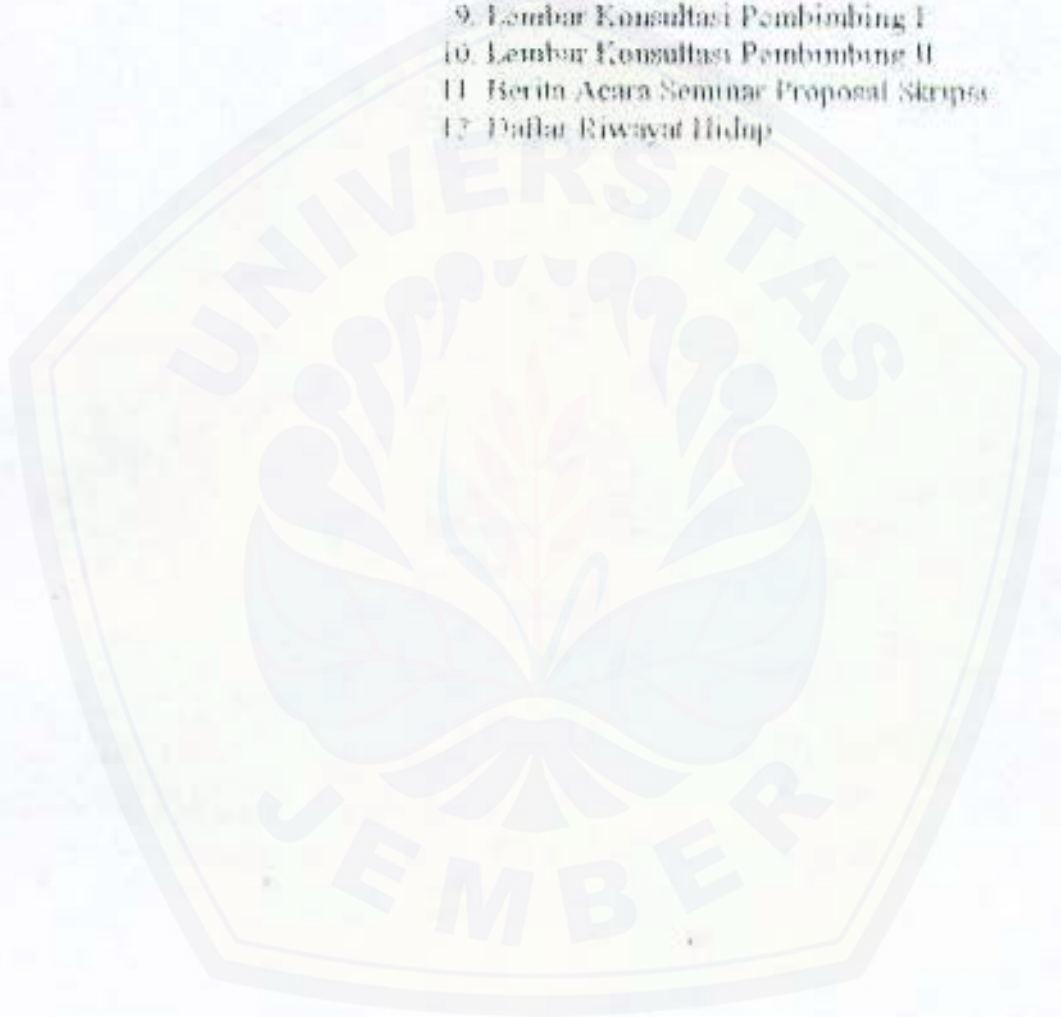 9. Lembar Konsultasi Pembimbing I
10. Lembar Konsultasi Pembimbing II
11. Berita Acara Seminar Proposal Skripsi
12. Daftar Riwayat Hidup
UNIVERSITAS
JEMBER